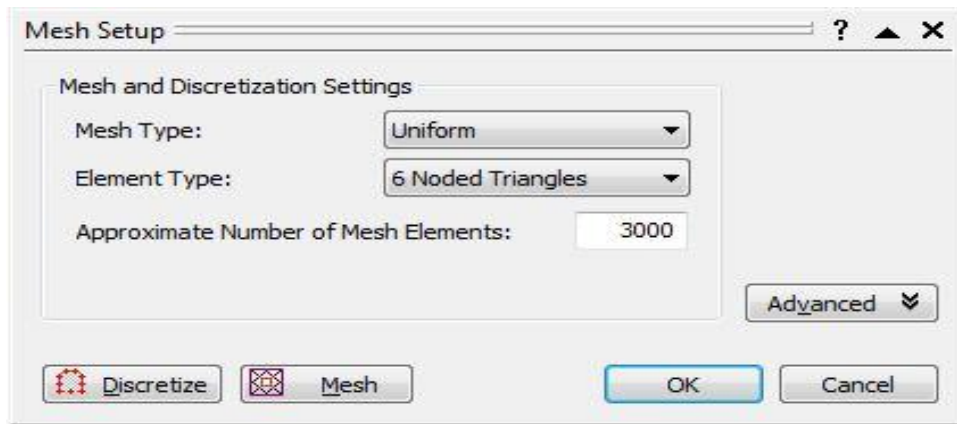 Mesh Setup ?
Mesh and Discretization Settings
Mesh Type: Uniform
Element Type: 6 Noded Triangles
Approximate Number of Mesh Elements: 3000
Advanced
Discretize Mesh OK Cancel